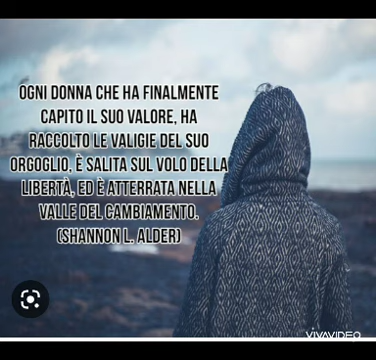 OGNI DONNA CHE HA FINALMENTE
CAPITO IL SUO VALORE, HA
RACCOLTO LE VALIGIE DEL SUO
ORGOGLIO, È SALITA SUL VOLO DELLA
LIBERTÀ, ED È ATTERRATA NELLA
VALLE DEL CAMBIAMENTO.
(SHANNON L. ALDER)
VIVAVIDEO